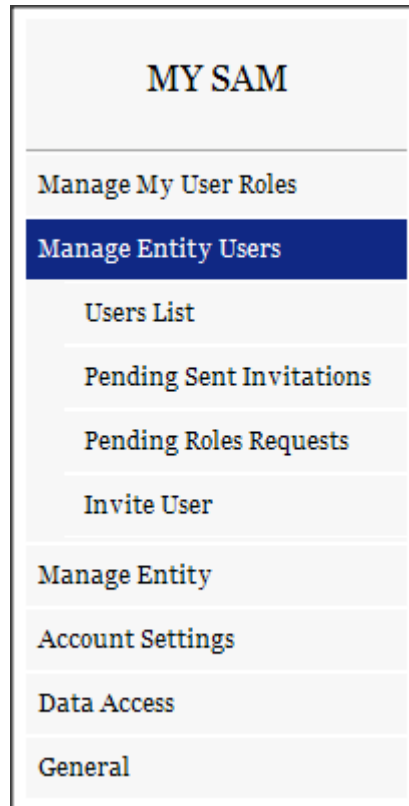 MY SAM
Manage My User Roles
Manage Entity Users
Users List
Pending Sent Invitations
Pending Roles Requests
Invite User
Manage Entity
Account Settings
Data Access
General